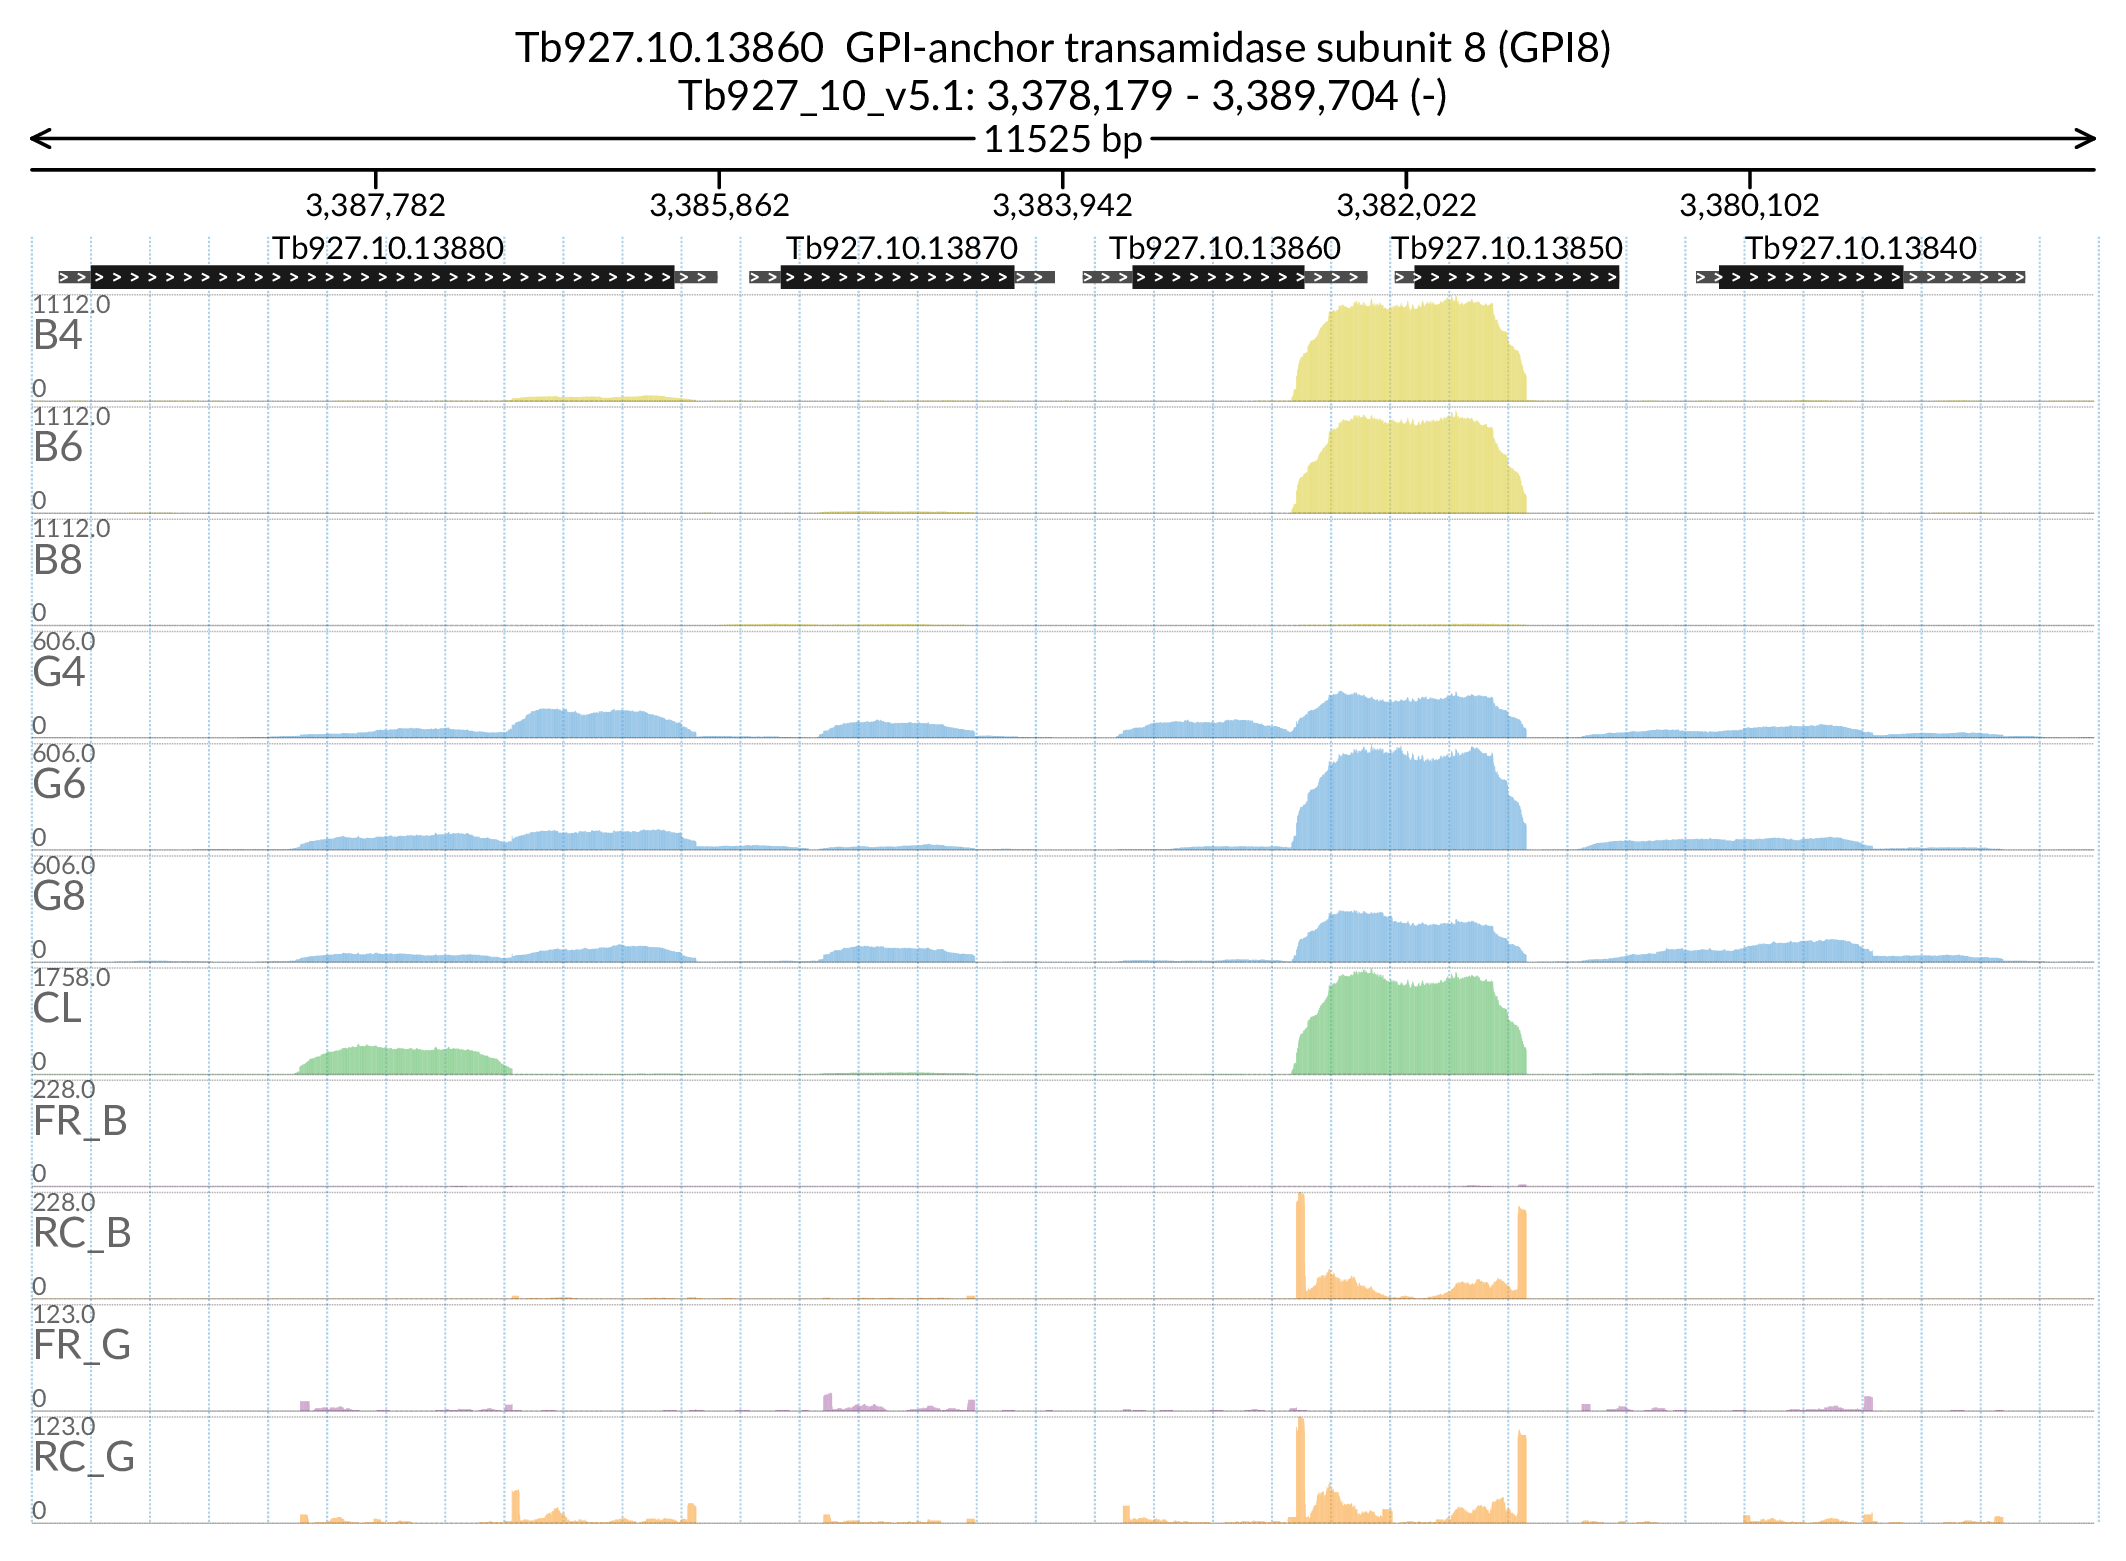 Tb927.10.13860  GPI-anchor transamidase subunit 8 (GPI8)
Tb927_10_v5.1: 3,378,179 - 3,389,704 (-)
11525 bp
3,387,782 3,385,862 3,383,942 3,382,022 3,380,102
Tb927.10.13880 Tb927.10.13870 Tb927.10.13860 Tb927.10.13850 Tb927.10.13840
1112.0
B4
0
1112.0
B6
0
1112.0
B8
0
606.0
G4
0
606.0
G6
0
606.0
G8
0
1758.0
CL
0
228.0
FR_B
0
228.0
RC_B
0
123.0
FR_G
0
123.0
RC_G
0